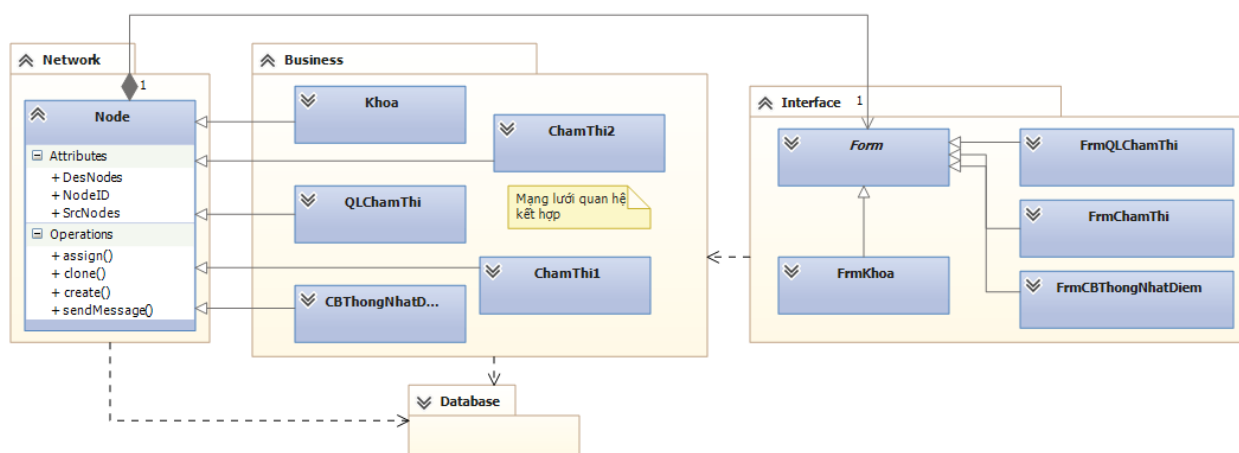 Network
1
Node
Attributes
+ DesNodes
+ NodeID
+ SrcNodes
Operations
+ assign()
+ clone()
+ create()
+ sendMessage()
Business
Khoa
ChamThi2
QLChamThi
Mạng lưới quan hệ
kết hợp
ChamThi1
CBThongNhatD...
Interface
1
Form
FrmQLChamThi
FrmChamThi
FrmKhoa
FrmCBThongNhatDiem
Database